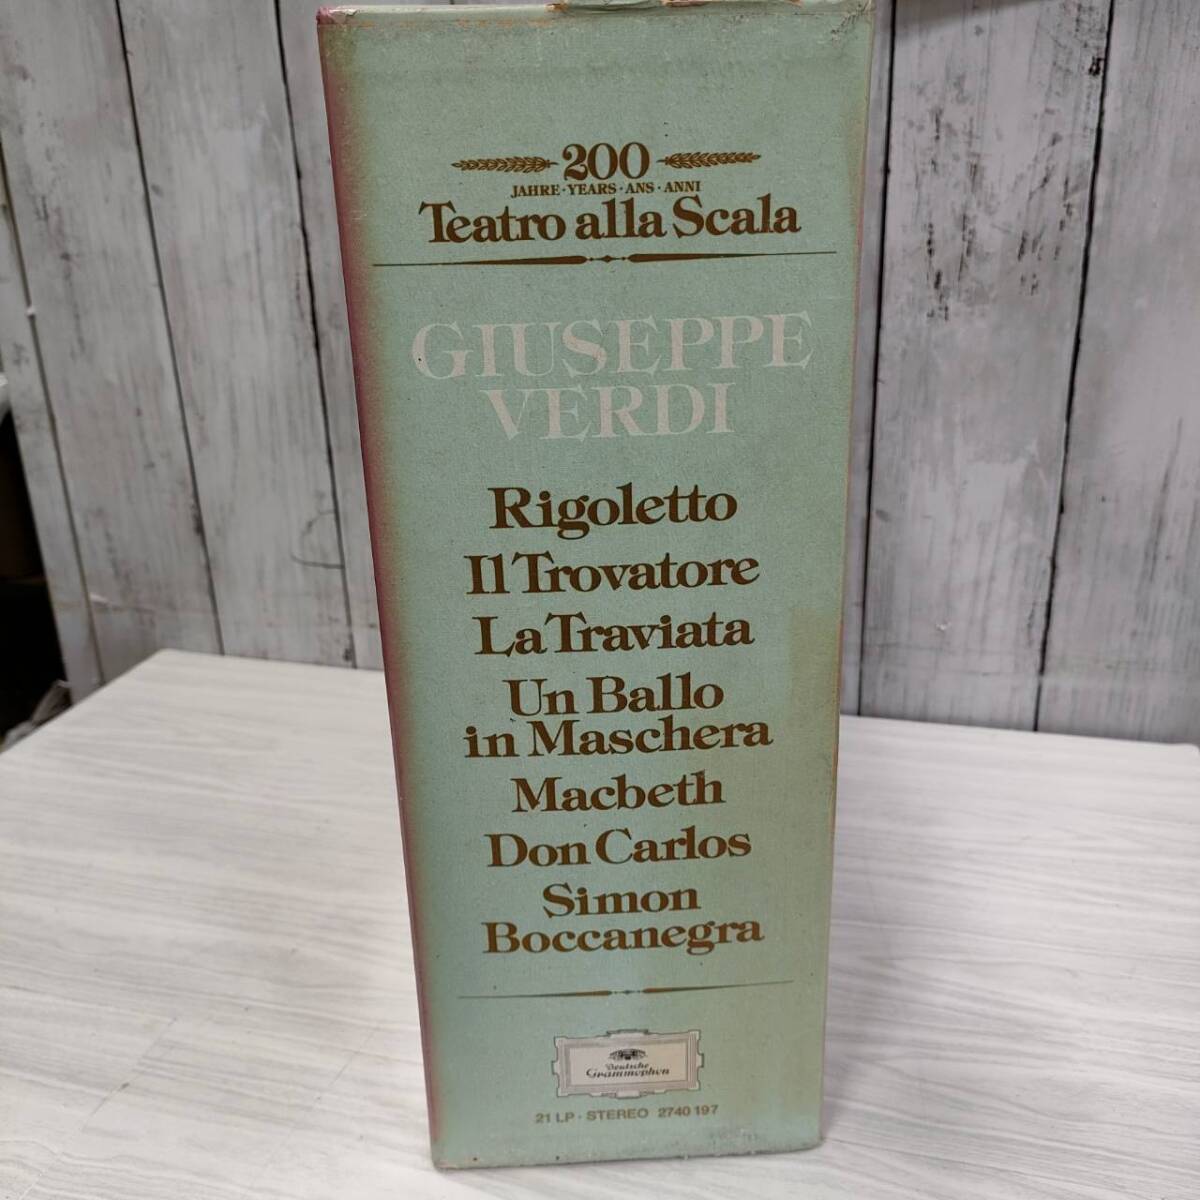 200
JAHRE · YEARS · ANS · ANNI
Teatro alla Scala
GIUSEPPE
VERDI
Rigoletto
Il Trovatore
La Traviata
Un Ballo
in Maschera
Macbeth
Don Carlos
Simon
Boccanegra
Deutsche
Grammophon
21 LP · STEREO 2740 197